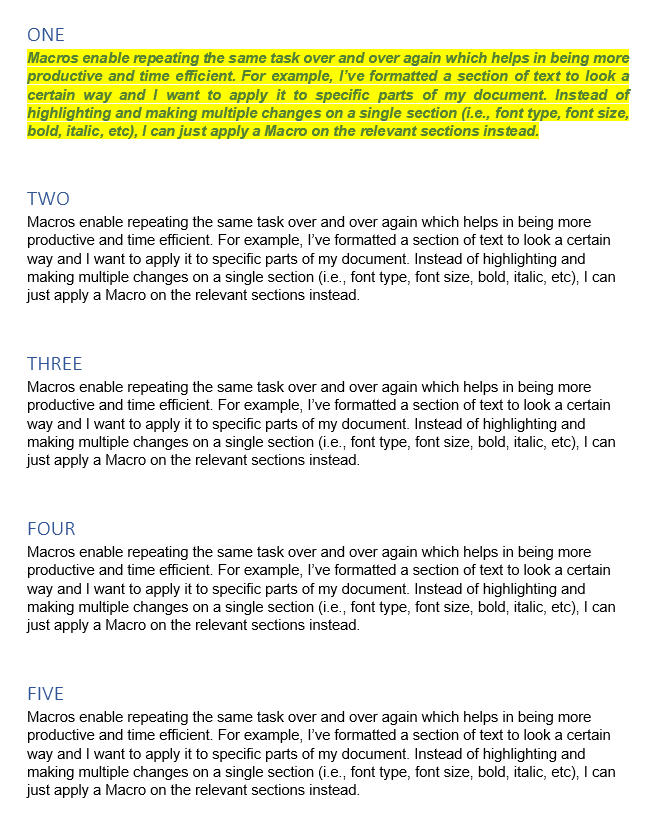 ONE
Macros enable repeating the same task over and over again which helps in being more
productive and time efficient. For example, I’ve formatted a section of text to look a
certain way and I want to apply it to specific parts of my document. Instead of
highlighting and making multiple changes on a single section (i.e., font type, font size,
bold, italic, etc), I can just apply a Macro on the relevant sections instead.
TWO
Macros enable repeating the same task over and over again which helps in being more
productive and time efficient. For example, I’ve formatted a section of text to look a certain
way and I want to apply it to specific parts of my document. Instead of highlighting and
making multiple changes on a single section (i.e., font type, font size, bold, italic, etc), I can
just apply a Macro on the relevant sections instead.
THREE
Macros enable repeating the same task over and over again which helps in being more
productive and time efficient. For example, I’ve formatted a section of text to look a certain
way and I want to apply it to specific parts of my document. Instead of highlighting and
making multiple changes on a single section (i.e., font type, font size, bold, italic, etc), I can
just apply a Macro on the relevant sections instead.
FOUR
Macros enable repeating the same task over and over again which helps in being more
productive and time efficient. For example, I’ve formatted a section of text to look a certain
way and I want to apply it to specific parts of my document. Instead of highlighting and
making multiple changes on a single section (i.e., font type, font size, bold, italic, etc), I can
just apply a Macro on the relevant sections instead.
FIVE
Macros enable repeating the same task over and over again which helps in being more
productive and time efficient. For example, I’ve formatted a section of text to look a certain
way and I want to apply it to specific parts of my document. Instead of highlighting and
making multiple changes on a single section (i.e., font type, font size, bold, italic, etc), I can
just apply a Macro on the relevant sections instead.